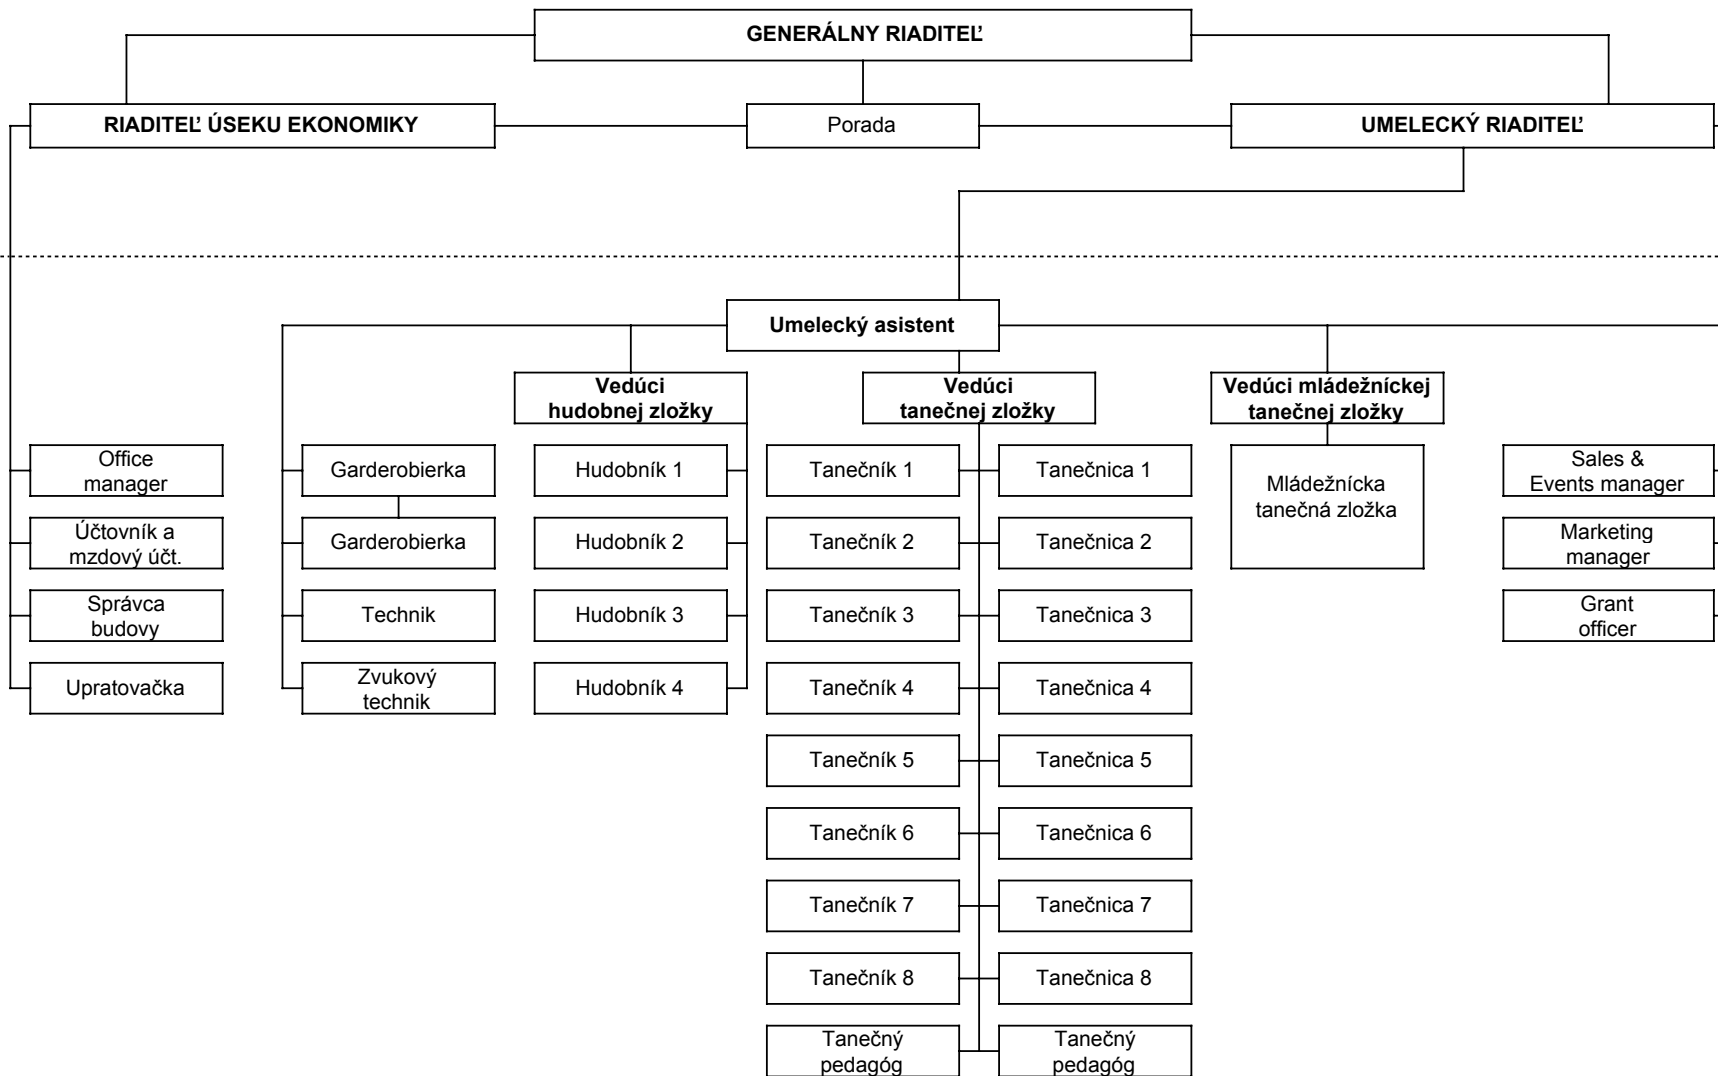 GENERÁLNY RIADITEĽ
RIADITEĽ ÚSEKU EKONOMIKY
Porada
UMELECKÝ RIADITEĽ
Umelecký asistent
Vedúci
hudobnej zložky
Vedúci
tanečnej zložky
Vedúci mládežníckej
tanečnej zložky
Office
manager
Garderobierka
Hudobník 1
Tanečník 1
Tanečnica 1
Mládežnícka
tanečná zložka
Sales &
Events manager
Účtovník a
mzdový účt.
Garderobierka
Hudobník 2
Tanečník 2
Tanečnica 2
Marketing
manager
Správca
budovy
Technik
Hudobník 3
Tanečník 3
Tanečnica 3
Grant
officer
Upratovačka
Zvukový
technik
Hudobník 4
Tanečník 4
Tanečnica 4
Tanečník 5
Tanečnica 5
Tanečník 6
Tanečnica 6
Tanečník 7
Tanečnica 7
Tanečník 8
Tanečnica 8
Tanečný
pedagóg
Tanečný
pedagóg